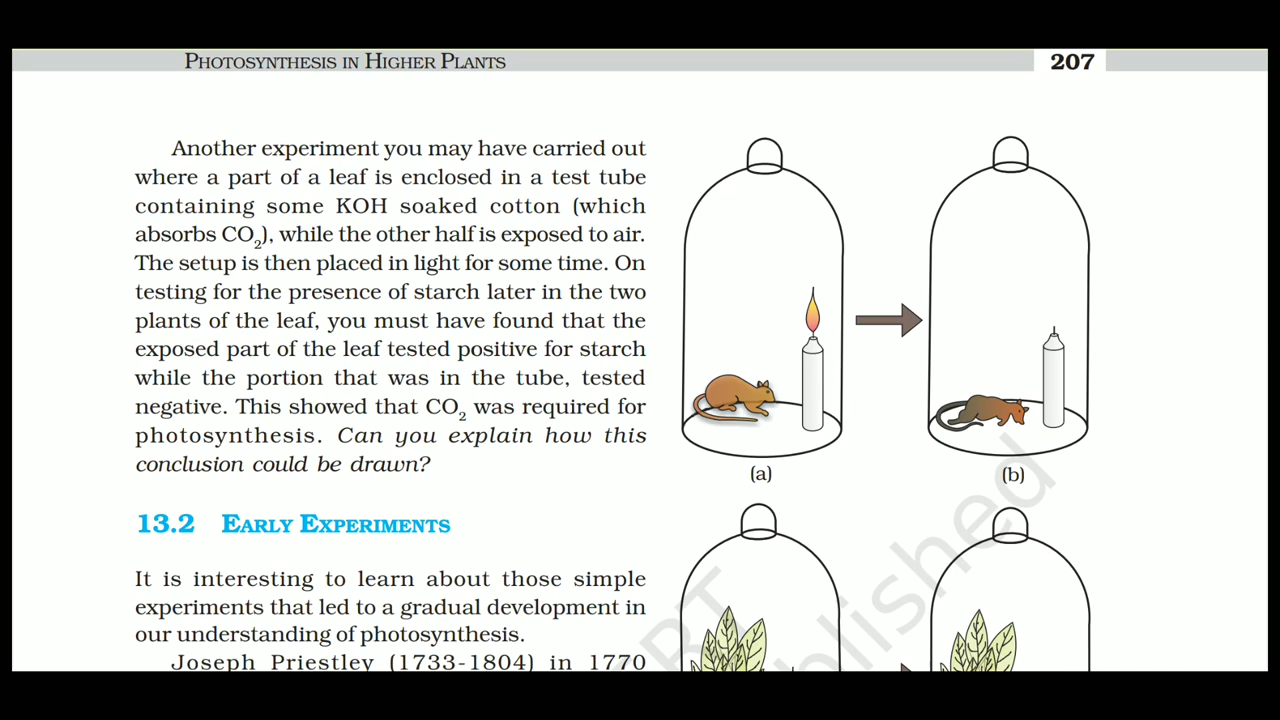 PHOTOSYNTHESIS IN HIGHER PLANTS
207
Another experiment you may have carried out
where a part of a leaf is enclosed in a test tube
containing some KOH soaked cotton (which
absorbs CO₂), while the other half is exposed to air.
The setup is then placed in light for some time. On
testing for the presence of starch later in the two
plants of the leaf, you must have found that the
exposed part of the leaf tested positive for starch
while the portion that was in the tube, tested
negative. This showed that CO₂ was required for
photosynthesis. Can you explain how this
conclusion could be drawn?
13.2 EARLY EXPERIMENTS
It is interesting to learn about those simple
experiments that led to a gradual development in
our understanding of photosynthesis.
Joseph Priestley (1733-1804) in 1770
(a)
(b)